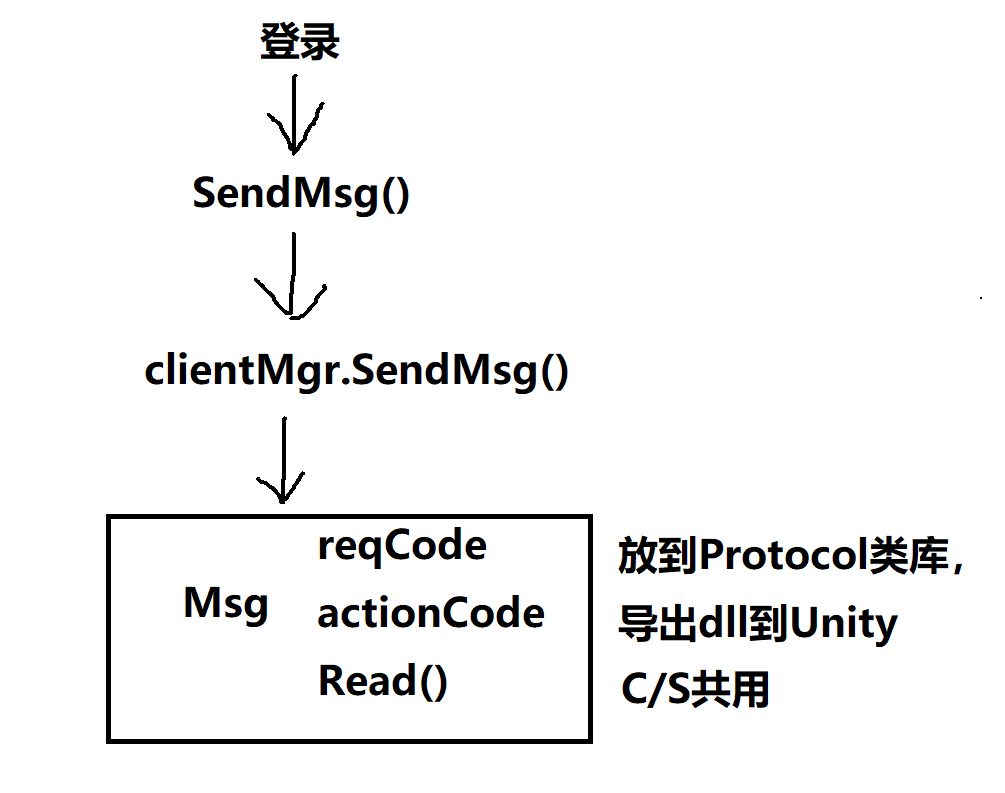 登录
SendMsg()
clientMgr.SendMsg()
reqCode
Msg
actionCode
Read()
放到Protocol类库，
导出dll到Unity
C/S共用